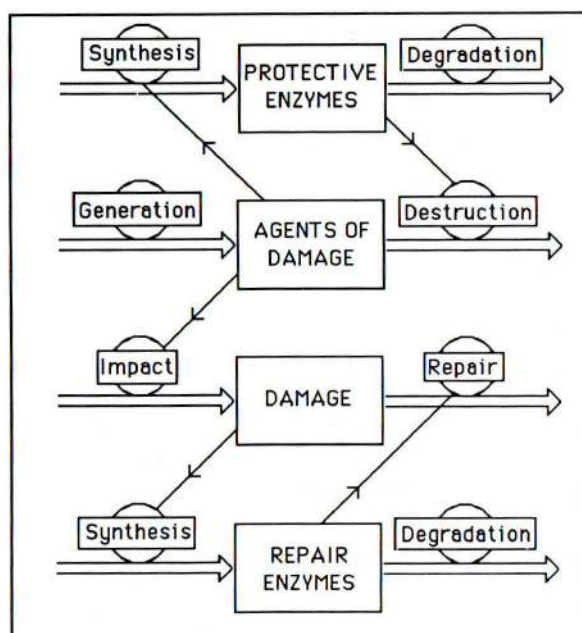 Synthesis
PROTECTIVE
ENZYMES
Degradation
Generation
AGENTS OF
DAMAGE
Destruction
Impact
DAMAGE
Repair
Synthesis
REPAIR
ENZYMES
Degradation